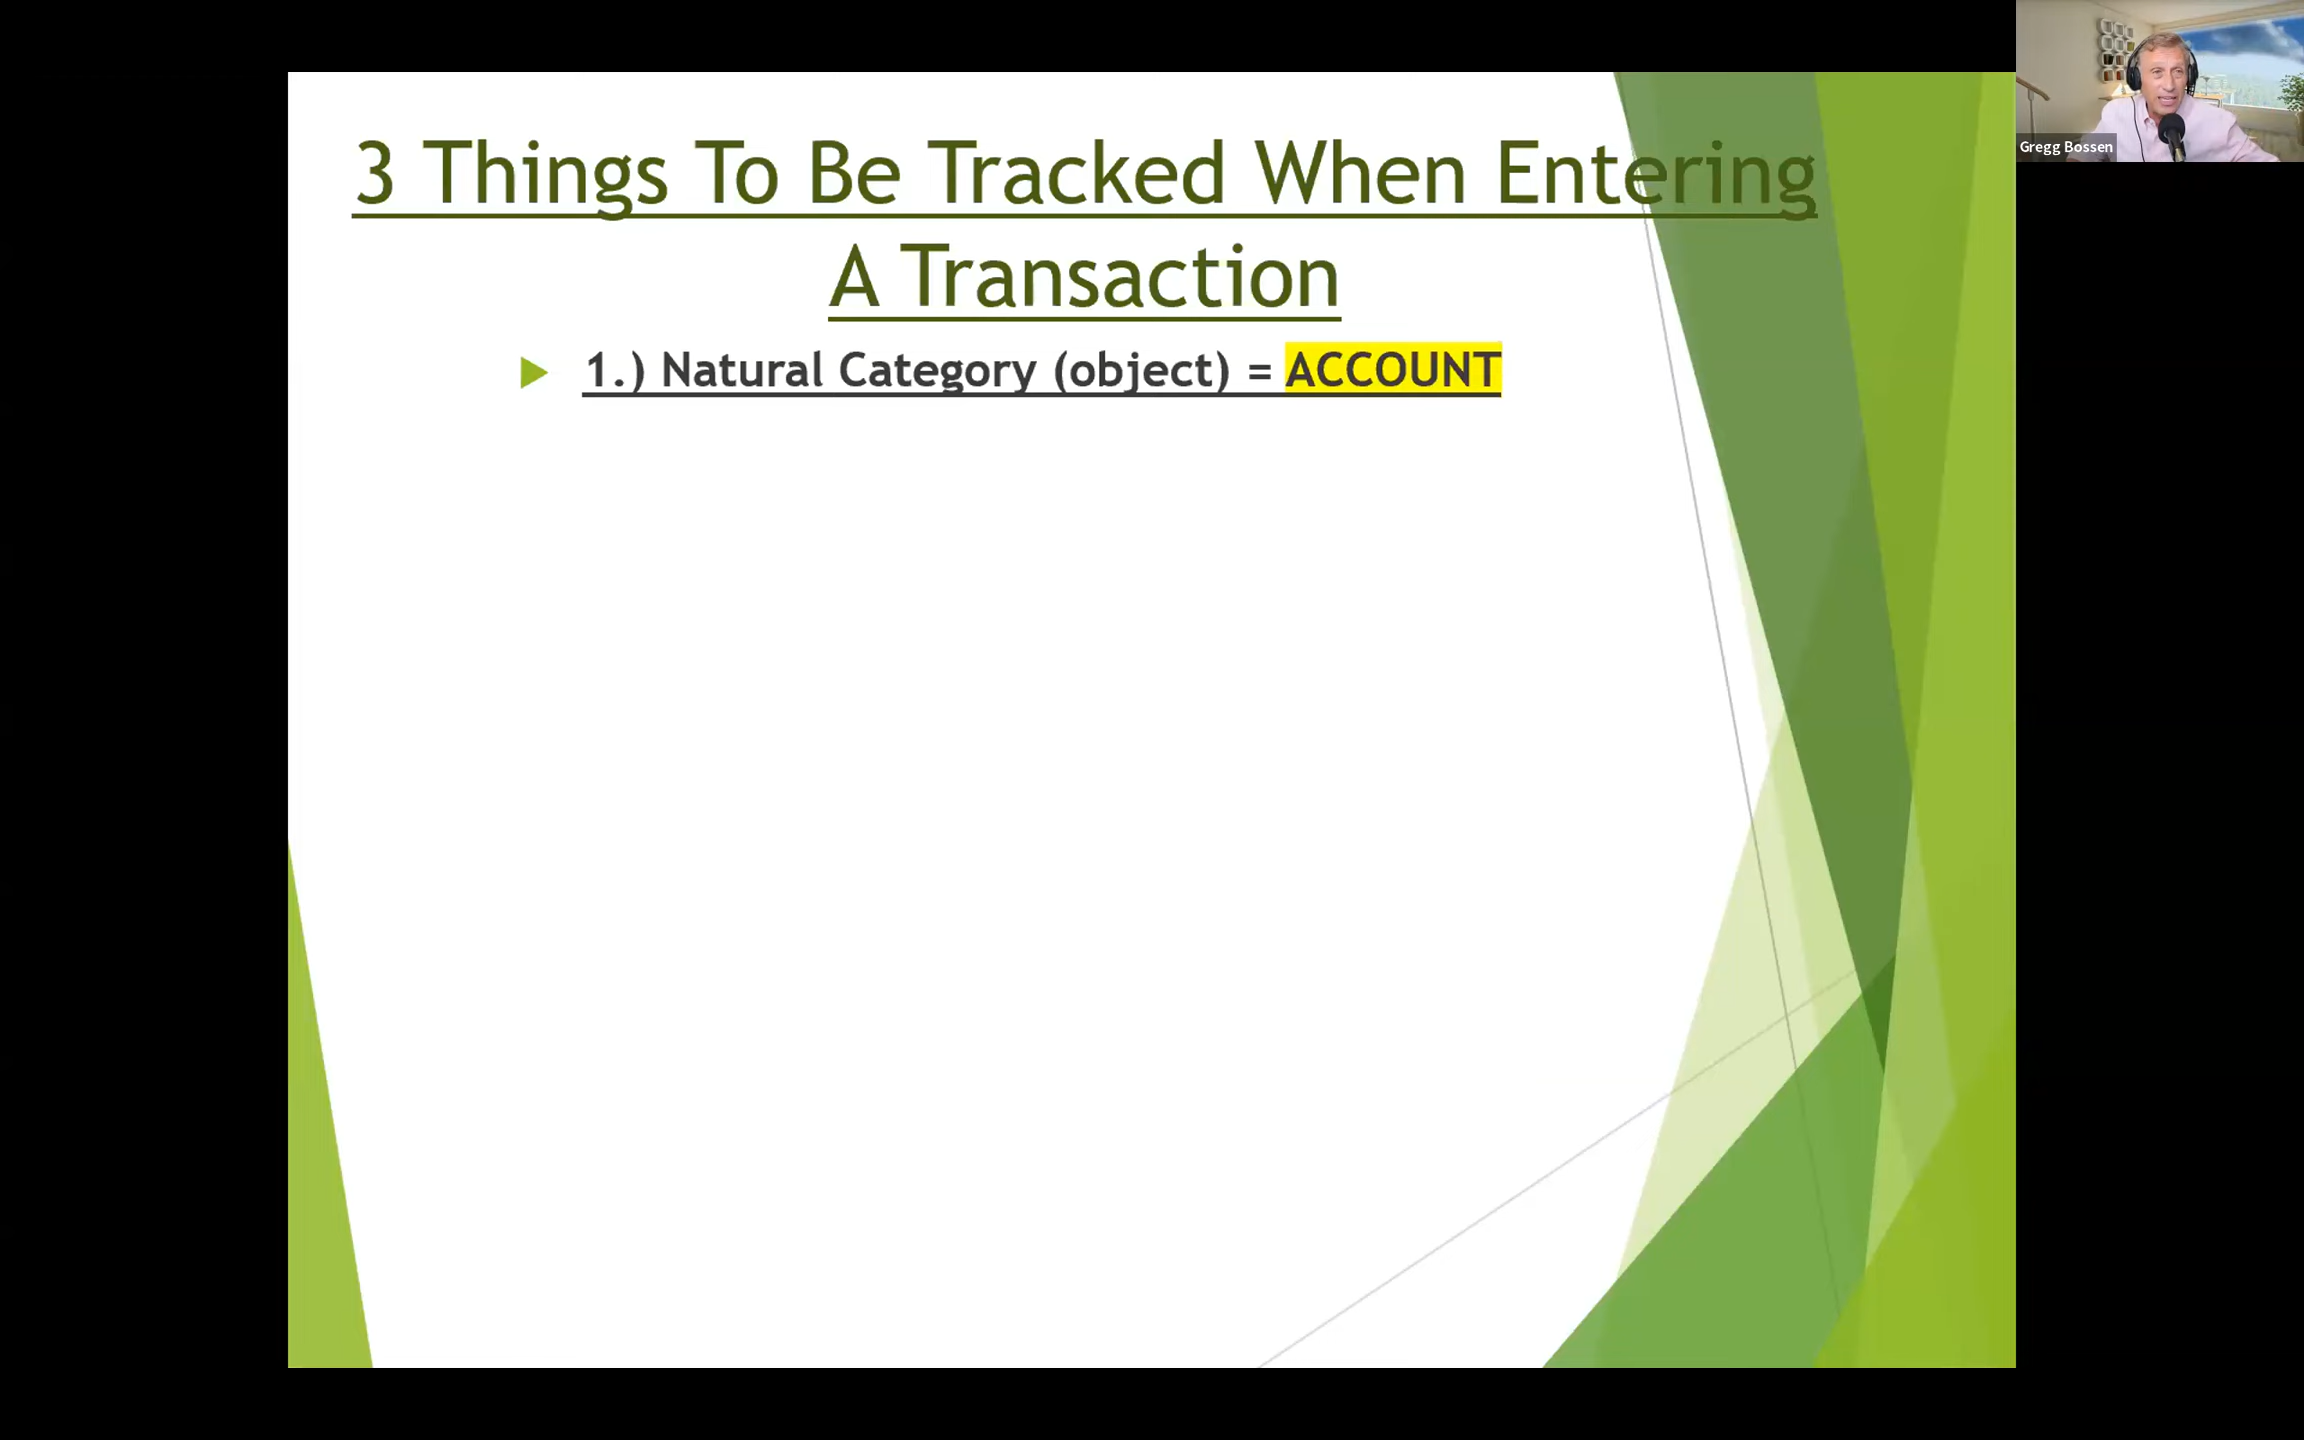 3 Things To Be Tracked When Entering
A Transaction
1.) Natural Category (object) = ACCOUNT
Gregg Bossen